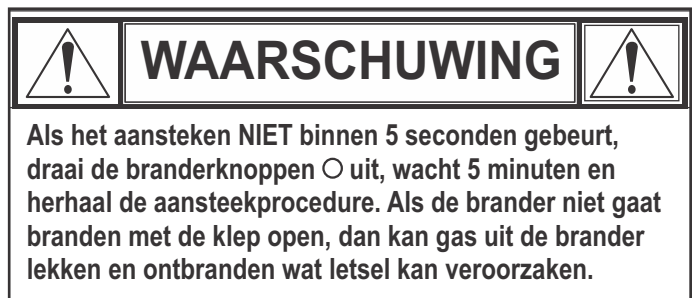 WAARSCHUWING
Als het aansteken NIET binnen 5 seconden gebeurt,
draai de branderknoppen ○ uit, wacht 5 minuten en
herhaal de aansteekprocedure. Als de brander niet gaat
branden met de klep open, dan kan gas uit de brander
lekken en ontbranden wat letsel kan veroorzaken.